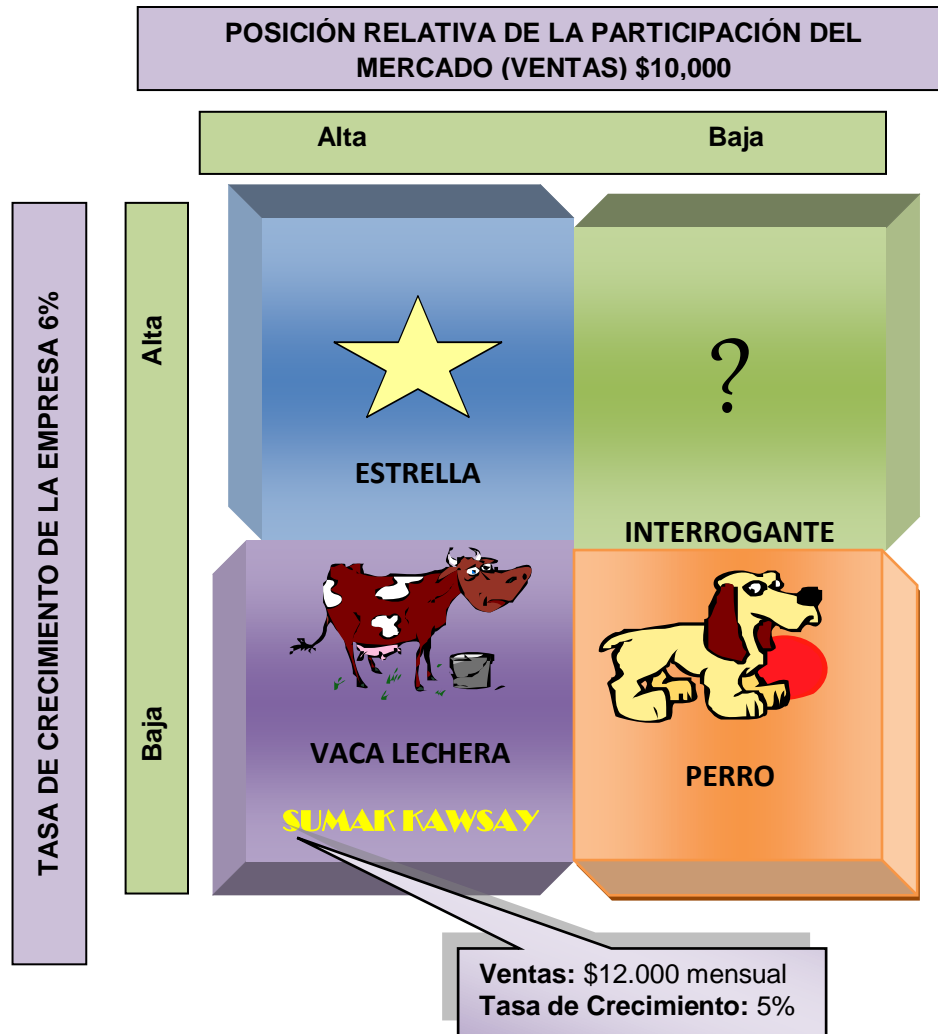 POSICIÓN RELATIVA DE LA PARTICIPACIÓN DEL
MERCADO (VENTAS) $10,000
Alta
Baja
TASA DE CRECIMIENTO DE LA EMPRESA 6%
Alta
Baja
ESTRELLA
?
INTERROGANTE
VACA LECHERA
SUMAK KAWSAY
PERRO
Ventas: $12.000 mensual
Tasa de Crecimiento: 5%